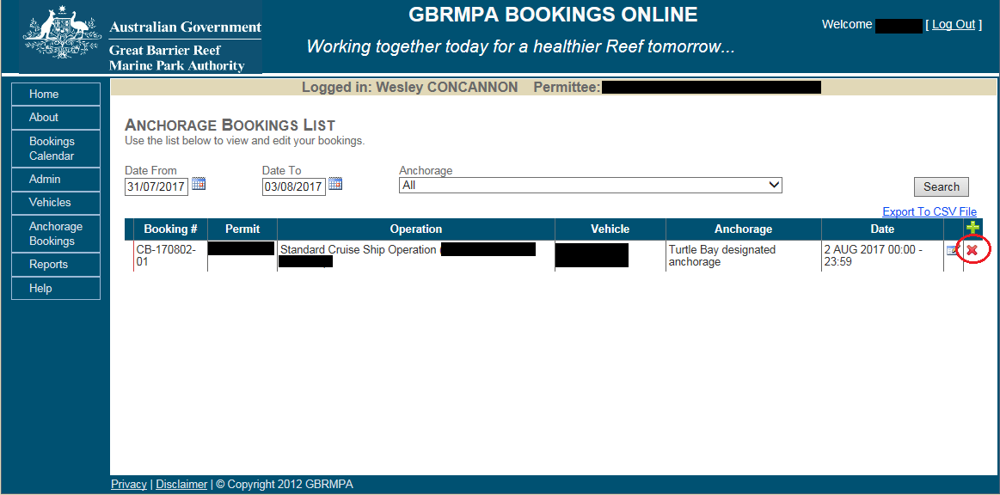 Australian Government
Great Barrier Reef
Marine Park Authority
GBRMPA BOOKINGS ONLINE
Working together today for a healthier Reef tomorrow...
Welcome [ Log Out ]
Logged in: Wesley CONCANNON Permittee:
Home
About
Bookings
Calendar
Admin
Vehicles
Anchorage
Bookings
Reports
Help
ANCHORAGE BOOKINGS LIST
Use the list below to view and edit your bookings.
Date From Date To Anchorage
31/07/2017 03/08/2017 All Search
Export To CSV File
Booking # Permit Operation Vehicle Anchorage Date
CB-170802- Standard Cruise Ship Operation ( Turtle Bay designated 2 AUG 2017 00:00 -
01 anchorage 23:59
Privacy | Disclaimer | © Copyright 2012 GBRMPA